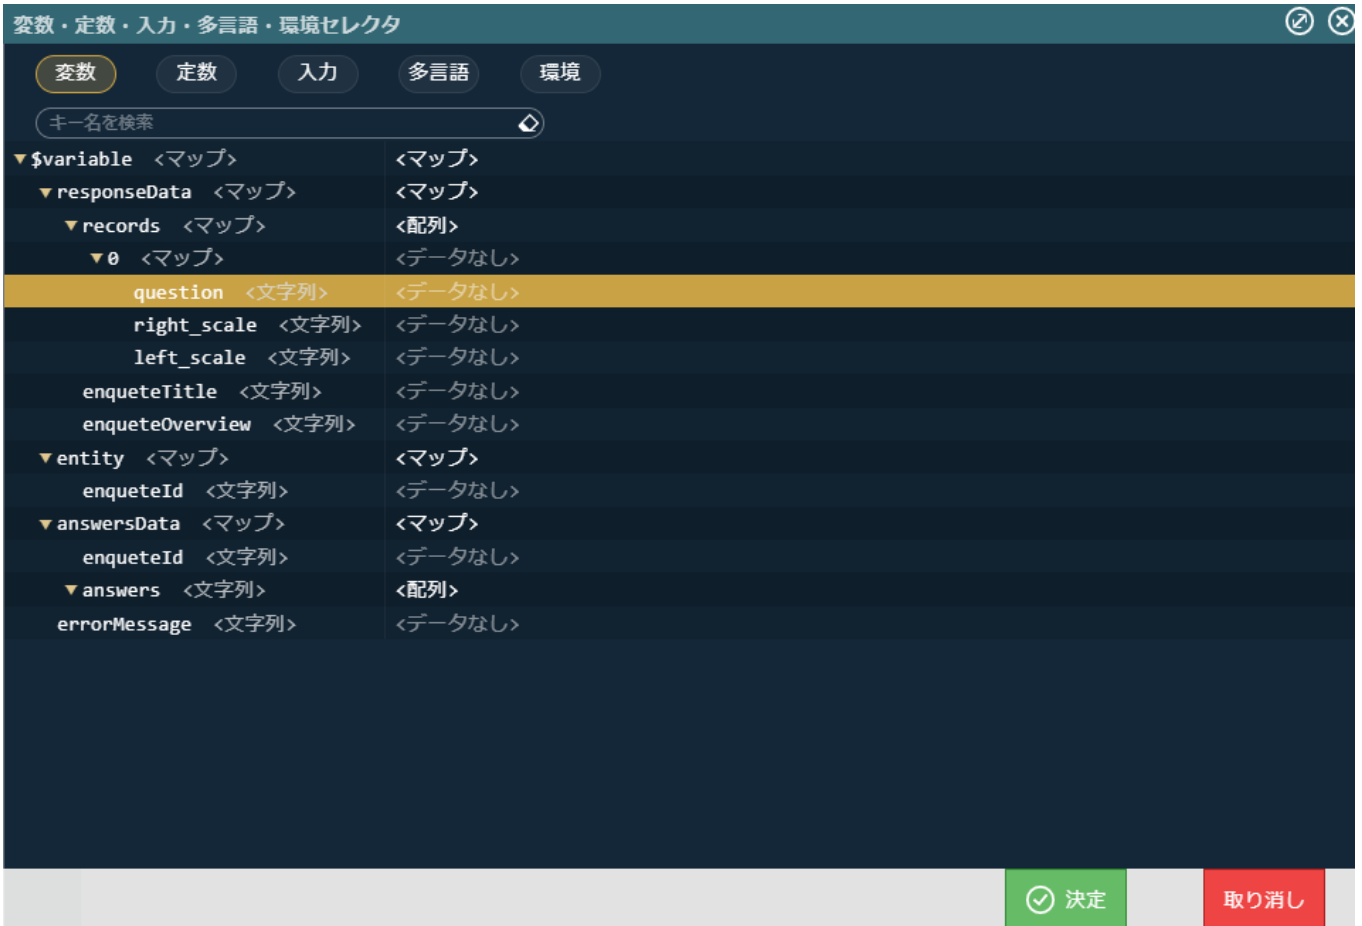 変数・定数・入力・多言語・環境セレクタ
変数 定数 入力 多言語 環境
キー名を検索
$variable <マップ> <マップ>
responseData <マップ> <マップ>
records <マップ> <配列>
0 <マップ> <データなし>
question <文字列> <データなし>
right_scale <文字列> <データなし>
left_scale <文字列> <データなし>
enqueteTitle <文字列> <データなし>
enqueteOverview <文字列> <データなし>
entity <マップ> <マップ>
enqueteId <文字列> <データなし>
answersData <マップ> <マップ>
enqueteId <文字列> <データなし>
answers <文字列> <配列>
errorMessage <文字列> <データなし>
決定 取り消し